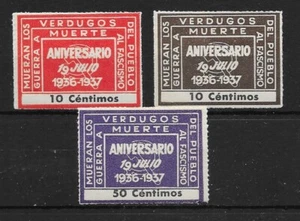 VERDUGOS
MUERTE
MUERAN LOS
GUERRA A
ANIVERSARIO
19 JULIO
1936-1937
AL FASCISMO
DEL PUEBLO
10 Céntimos
VERDUGOS
MUERTE
MUERAN LOS
GUERRA A
ANIVERSARIO
19 JULIO
1936-1937
AL FASCISMO
DEL PUEBLO
10 Céntimos
VERDUGOS
MUERTE
MUERAN LOS
GUERRA A
ANIVERSARIO
19 JULIO
1936-1937
AL FASCISMO
DEL PUEBLO
50 Céntimos